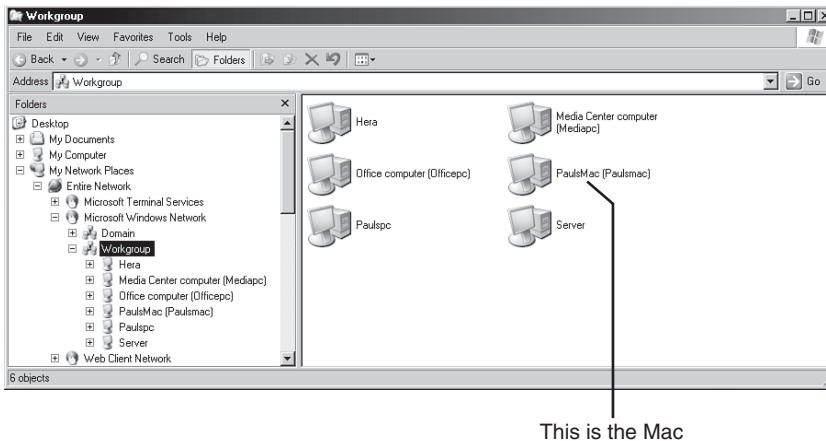 Workgroup
File Edit View Favorites Tools Help
Back Search Folders
Address Workgroup Go
Folders
Desktop
My Documents
My Computer
My Network Places
Entire Network
Microsoft Terminal Services
Microsoft Windows Network
Domain
Workgroup
Hera
Media Center computer (Mediapc)
Office computer (Officepc)
PaulsMac (Paulsmac)
Paulspc
Server
Web Client Network
Hera
Media Center computer
(Mediapc)
Office computer (Officepc)
PaulsMac (Paulsmac)
Paulspc
Server
6 objects
This is the Mac